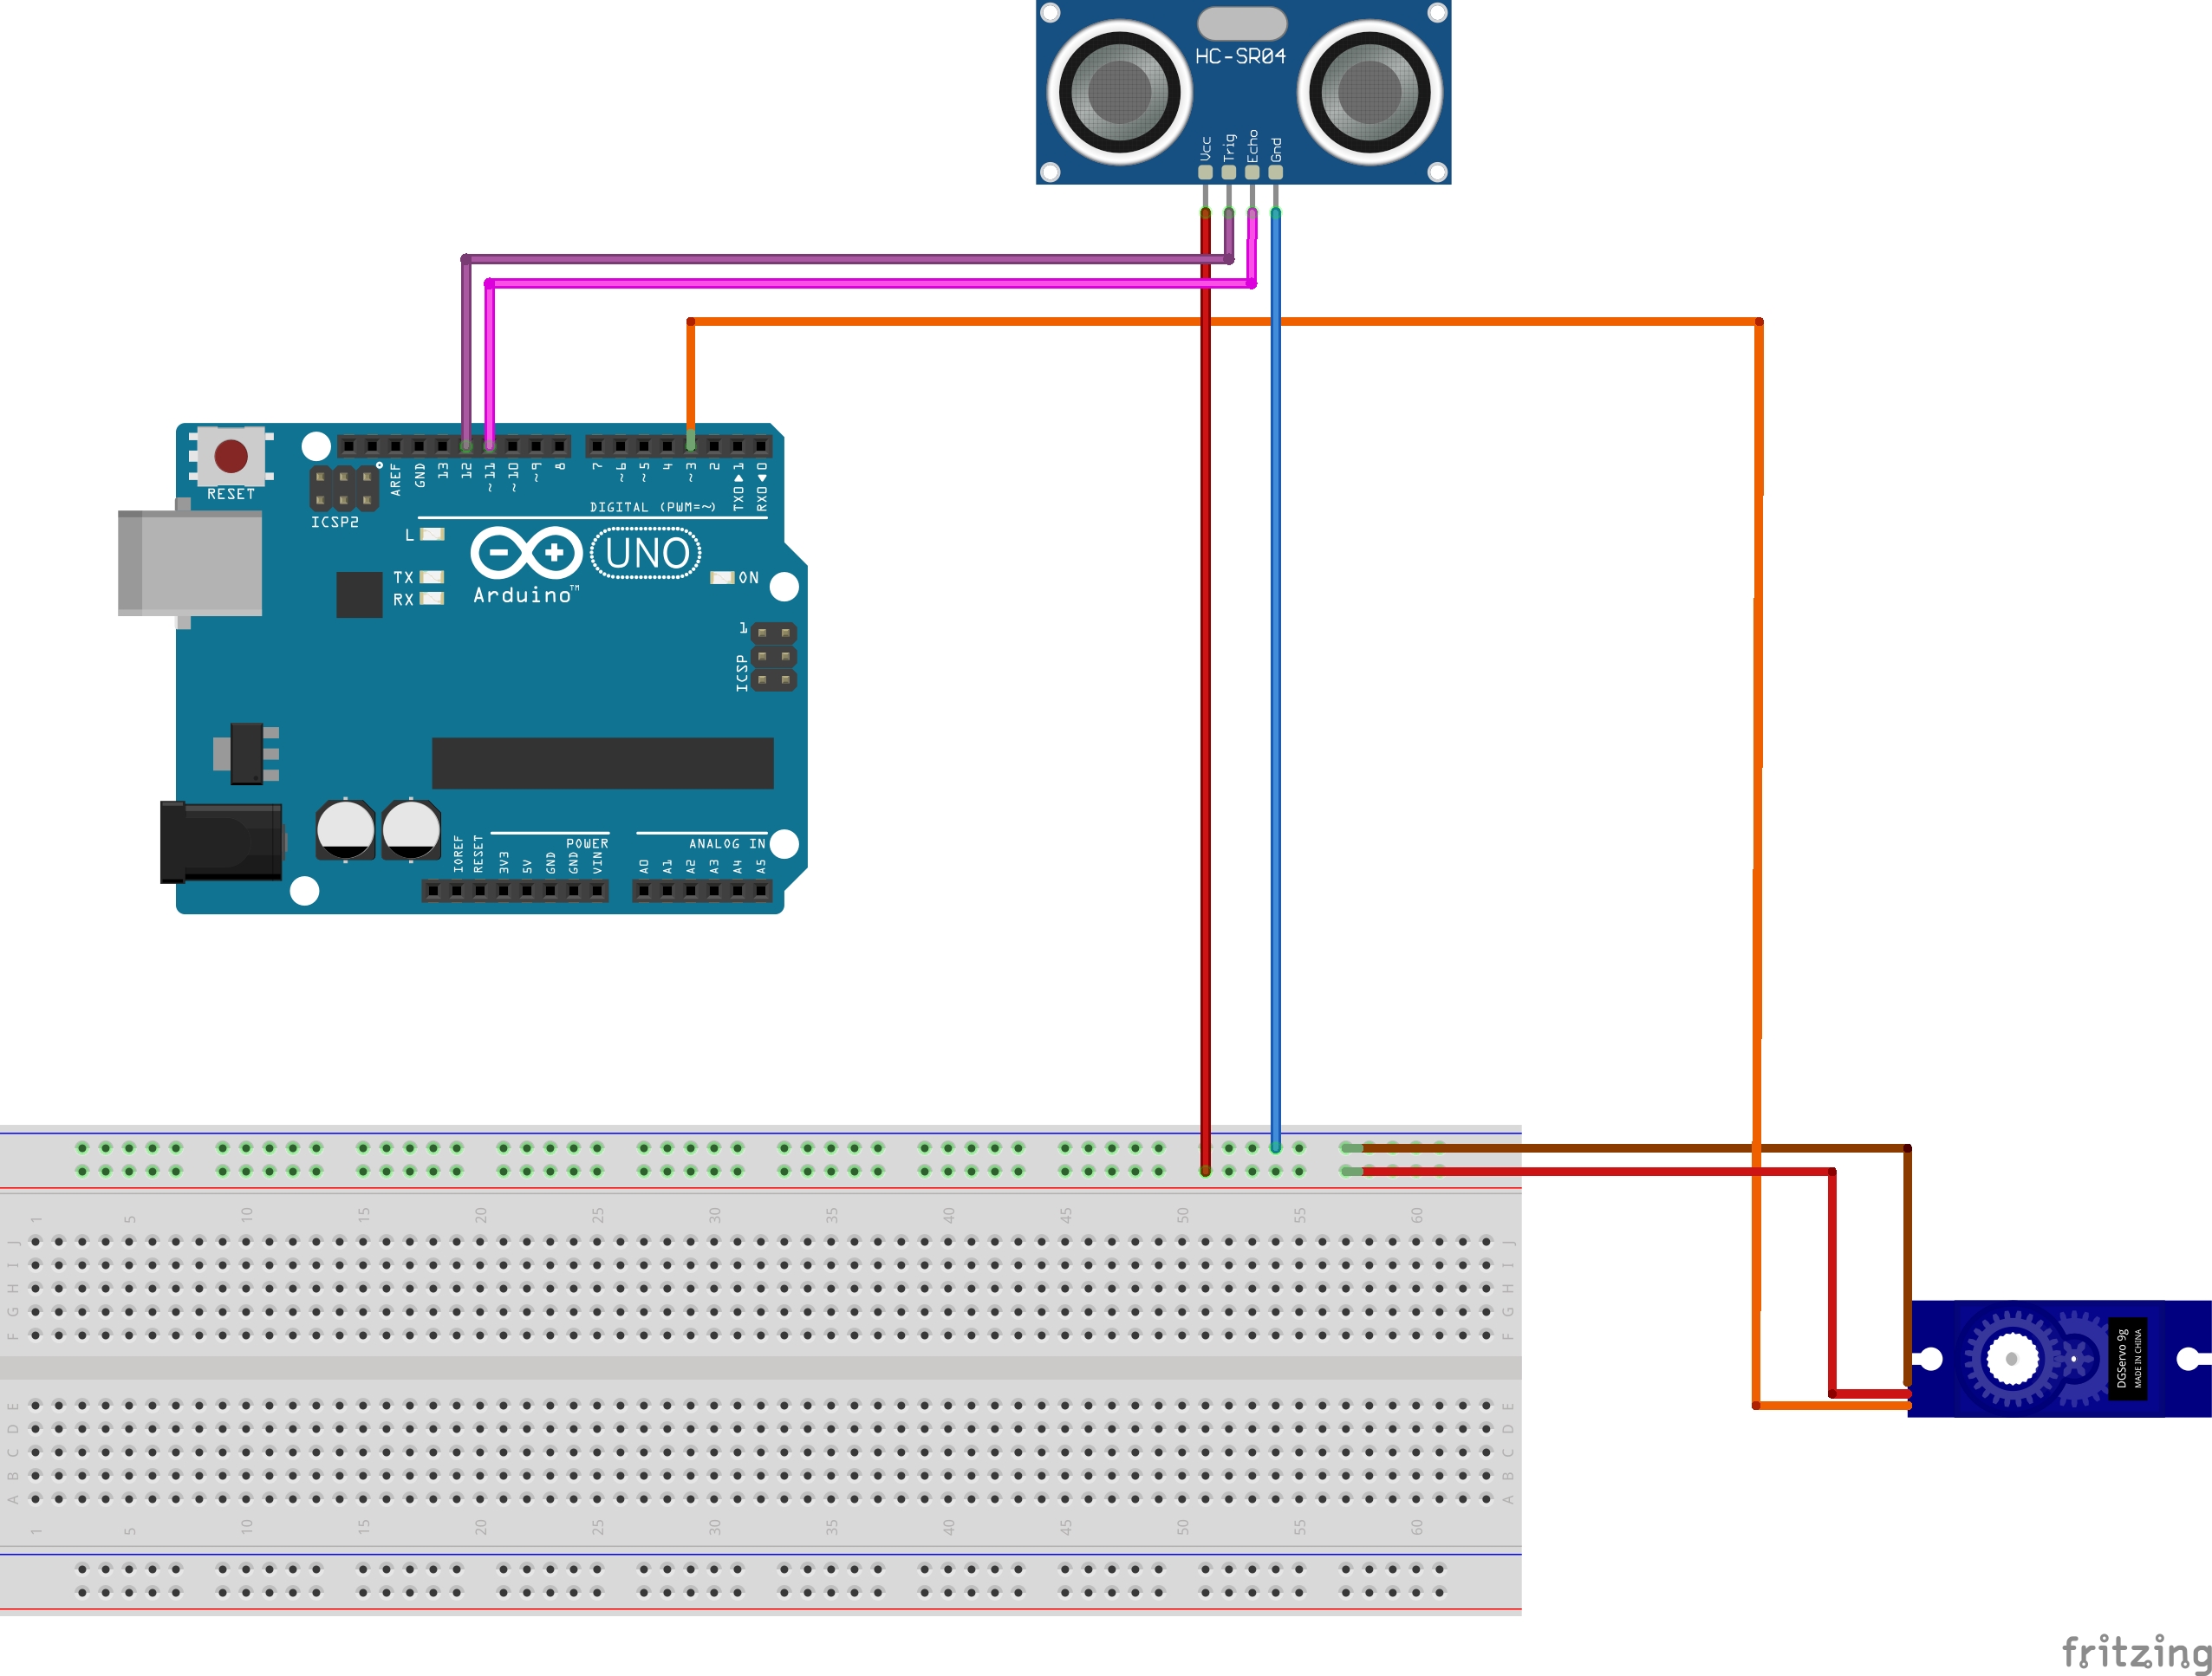 HC-SR04
Vcc
Trig
Echo
Gnd
RESET
ICSP2
AREF
GND
13
12
~11
~10
~9
8
7
~6
~5
4
~3
2
TX0▲1
RX0▼0
DIGITAL (PWM=~)
L
TX
RX
UNO
ON
Arduino™
1
ICSP
IOREF
RESET
3V3
5V
GND
GND
VIN
POWER
A0
A1
A2
A3
A4
A5
ANALOG IN
1 5 10 15 20 25 30 35 40 45 50 55 60
J J
I I
H H
G G
F F
DGServo 9g
MADE IN CHINA
E E
D D
C C
B B
A A
1 5 10 15 20 25 30 35 40 45 50 55 60
fritzing